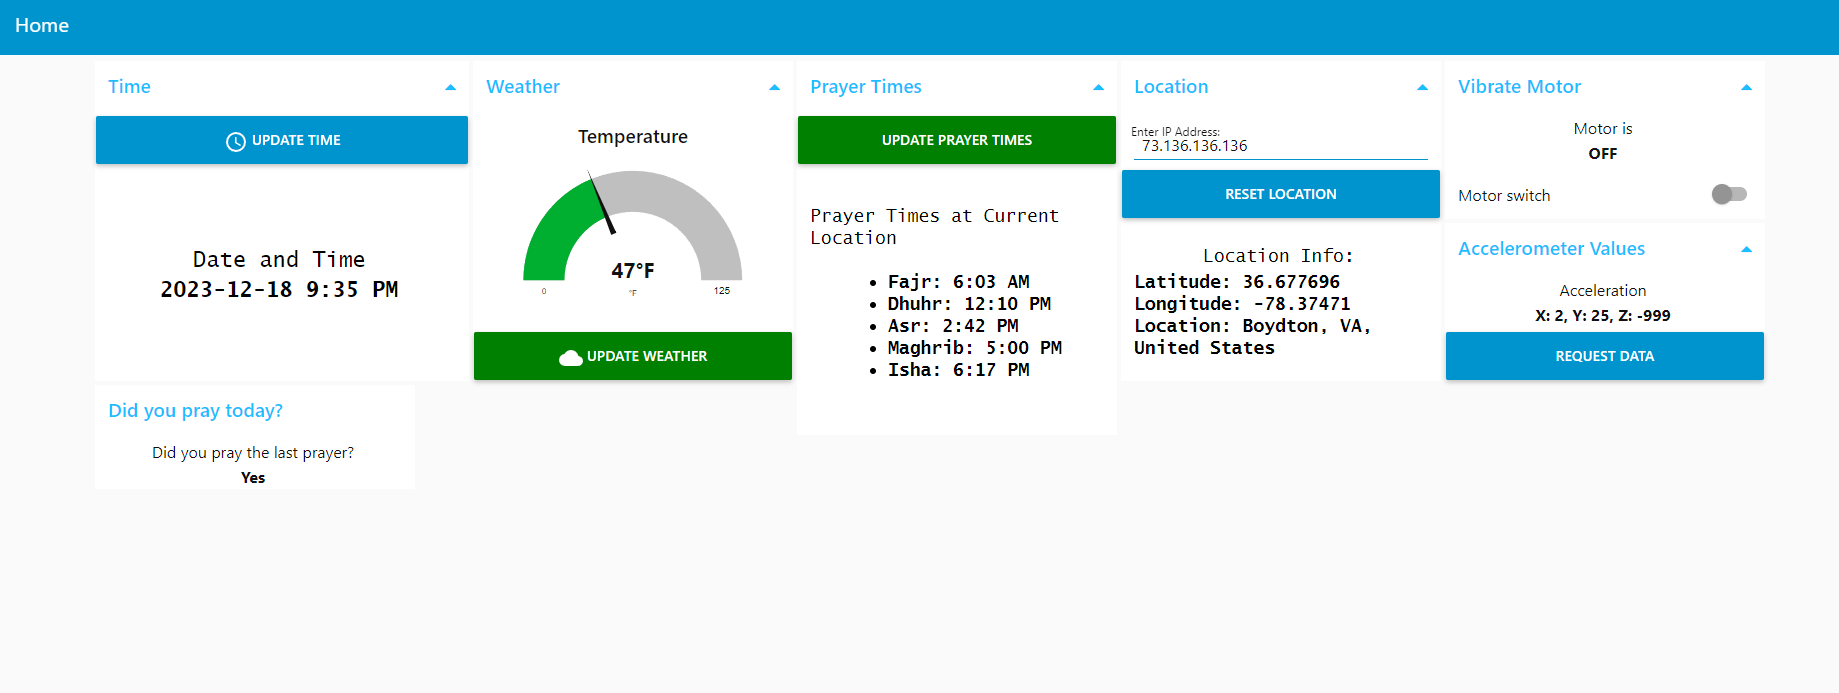 Home
Time
UPDATE TIME
Date and Time
2023-12-18 9:35 PM
Weather
Temperature
47°F
0
°F
125
UPDATE WEATHER
Prayer Times
UPDATE PRAYER TIMES
Prayer Times at Current
Location
Fajr: 6:03 AM
Dhuhr: 12:10 PM
Asr: 2:42 PM
Maghrib: 5:00 PM
Isha: 6:17 PM
Location
Enter IP Address:
73.136.136.136
RESET LOCATION
Location Info:
Latitude: 36.677696
Longitude: -78.37471
Location: Boydton, VA,
United States
Vibrate Motor
Motor is
OFF
Motor switch
Accelerometer Values
Acceleration
X: 2, Y: 25, Z: -999
REQUEST DATA
Did you pray today?
Did you pray the last prayer?
Yes